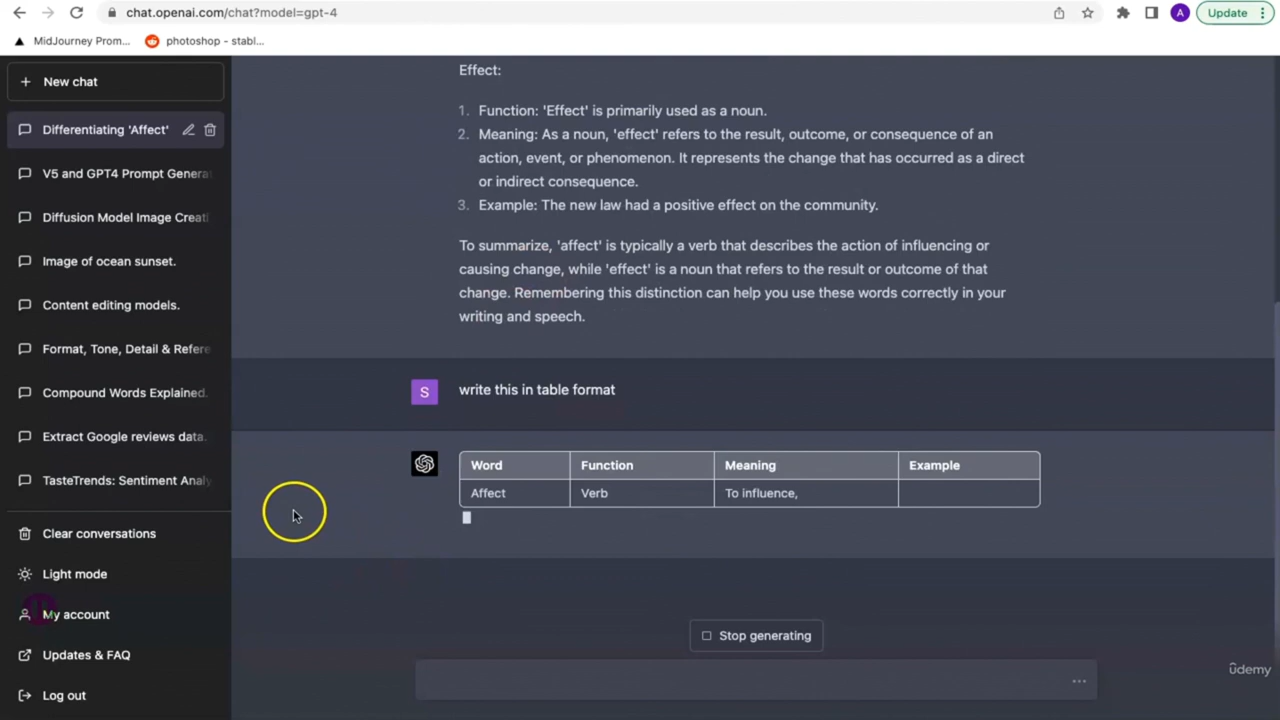 chat.openai.com/chat?model=gpt-4
A
Update
MidJourney Prom...
photoshop - stabl...
New chat
Differentiating 'Affect'
V5 and GPT4 Prompt Genera
Diffusion Model Image Creati
Image of ocean sunset.
Content editing models.
Format, Tone, Detail & Refere
Compound Words Explained.
Extract Google reviews data.
TasteTrends: Sentiment Analy
Clear conversations
Light mode
My account
Updates & FAQ
Log out
Effect:
1. Function: 'Effect' is primarily used as a noun.
2. Meaning: As a noun, 'effect' refers to the result, outcome, or consequence of an
action, event, or phenomenon. It represents the change that has occurred as a direct
or indirect consequence.
3. Example: The new law had a positive effect on the community.
To summarize, 'affect' is typically a verb that describes the action of influencing or
causing change, while 'effect' is a noun that refers to the result or outcome of that
change. Remembering this distinction can help you use these words correctly in your
writing and speech.
S
write this in table format
Word Function Meaning Example
Affect Verb To influence,
Stop generating
ûdemy